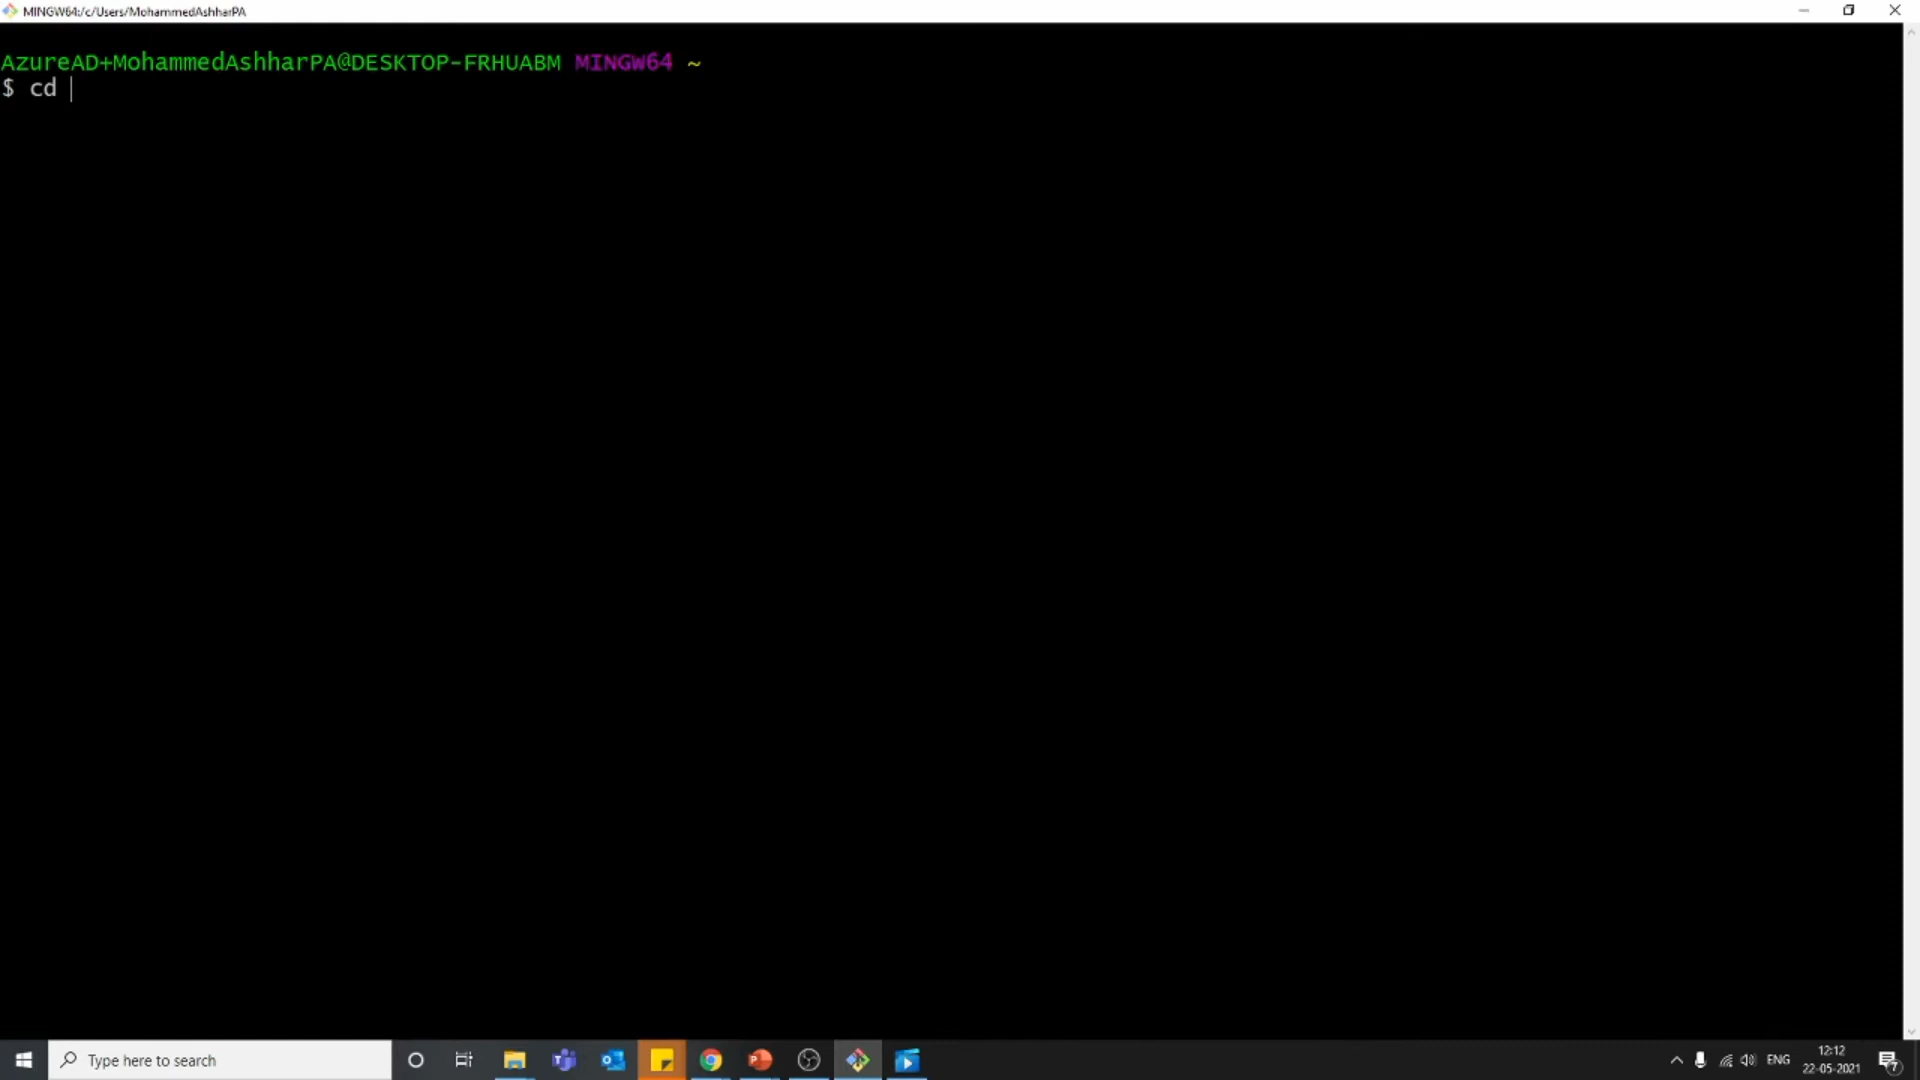 MINGW64:/c/Users/MohammedAshharPA
AzureAD+MohammedAshharPA@DESKTOP-FRHUABM MINGW64 ~
$ cd
Type here to search
ENG
12:12
22-05-2021
7